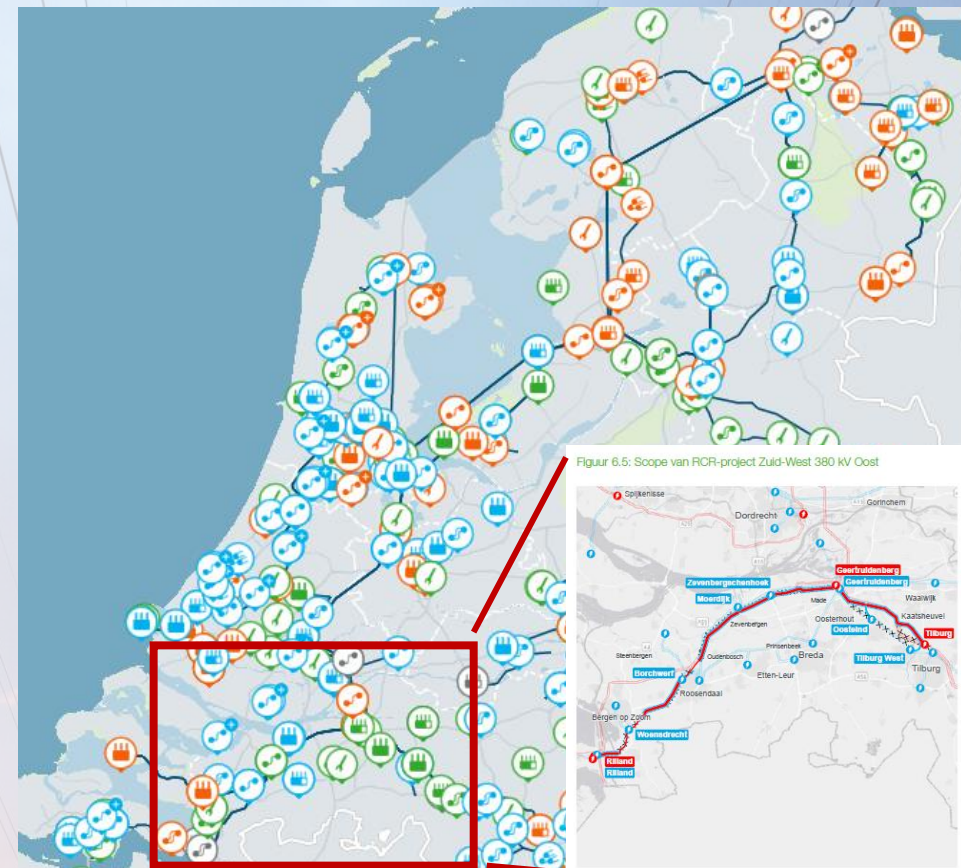 Figuur 6.5: Scope van RCR-project Zuid-West 380 kV Oost
Spijkenisse
Gorinchem
Dordrecht
Geertruidenberg
Zevenbergschenhoek
Geertruidenberg
Moerdijk
Made
Waalwijk
Kaatsheuvel
Zevenbergen
Oosterhout
Oosteind
Tilburg
Steenbergen
Oudenbosch
Prinsenbeek
Breda
Tilburg West
Tilburg
Borchwerf
Etten-Leur
Roosendaal
Bergen op Zoom
Woensdrecht
Rilland
Rilland